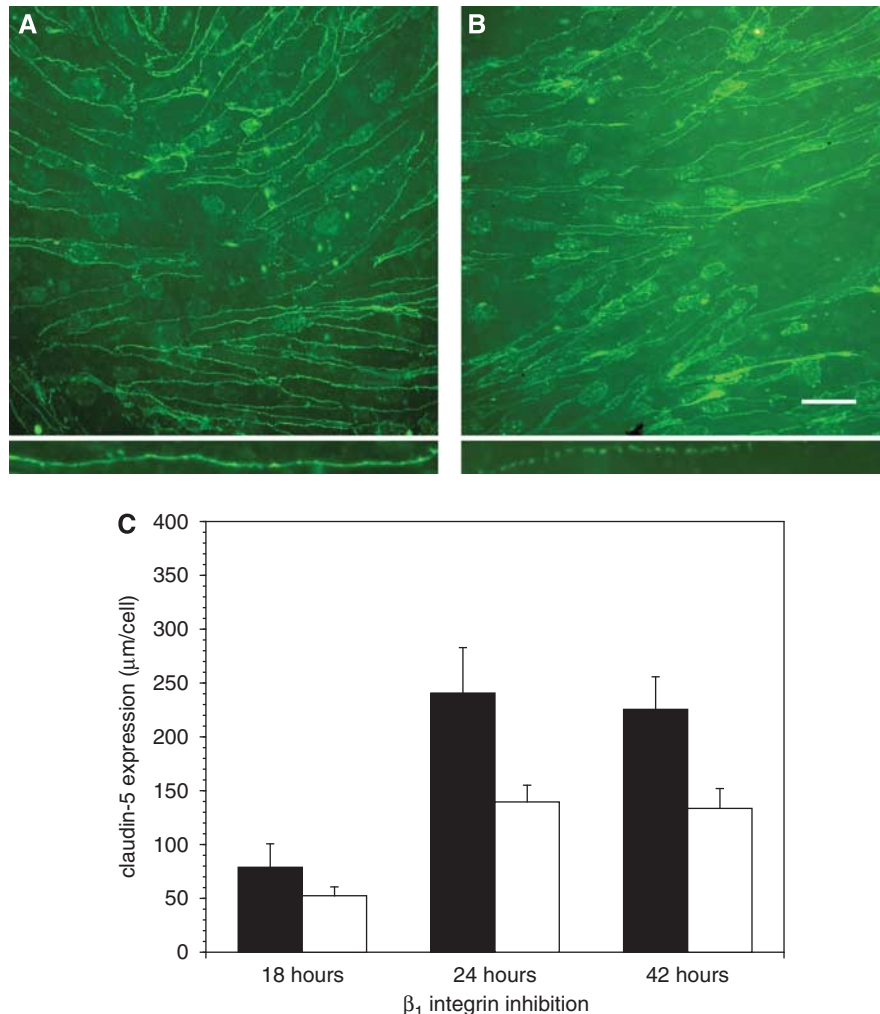 A
B
C
400
350
300
250
200
150
100
50
0
claudin-5 expression (μm/cell)
18 hours 24 hours 42 hours
β₁ integrin inhibition